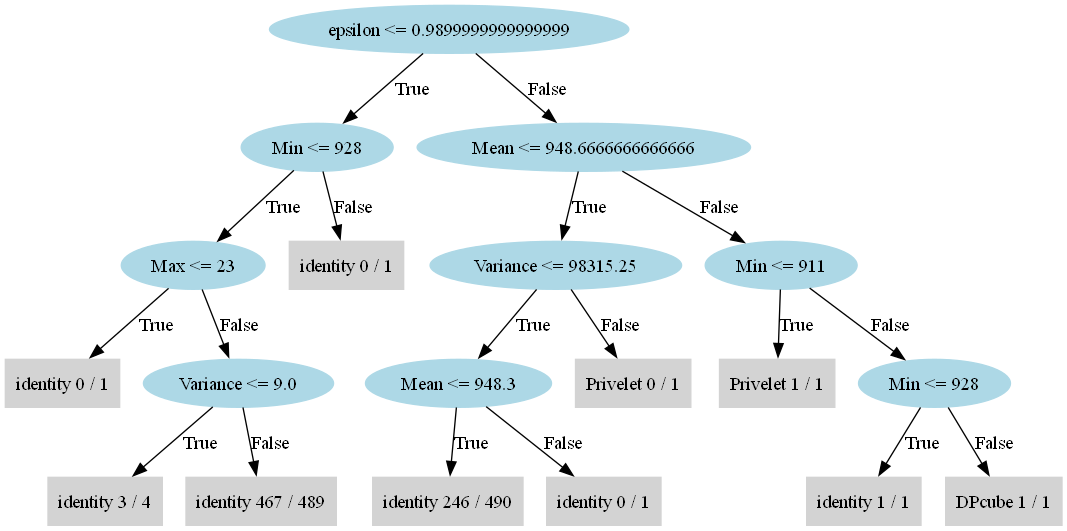 epsilon <= 0.9899999999999999
True
False
Min <= 928
Mean <= 948.6666666666666
True
False
True
False
Max <= 23
identity 0 / 1
Variance <= 98315.25
Min <= 911
True
False
True
False
True
False
identity 0 / 1
Variance <= 9.0
Mean <= 948.3
Privelet 0 / 1
Privelet 1 / 1
Min <= 928
True
False
True
False
True
False
identity 3 / 4
identity 467 / 489
identity 246 / 490
identity 0 / 1
identity 1 / 1
DPcube 1 / 1